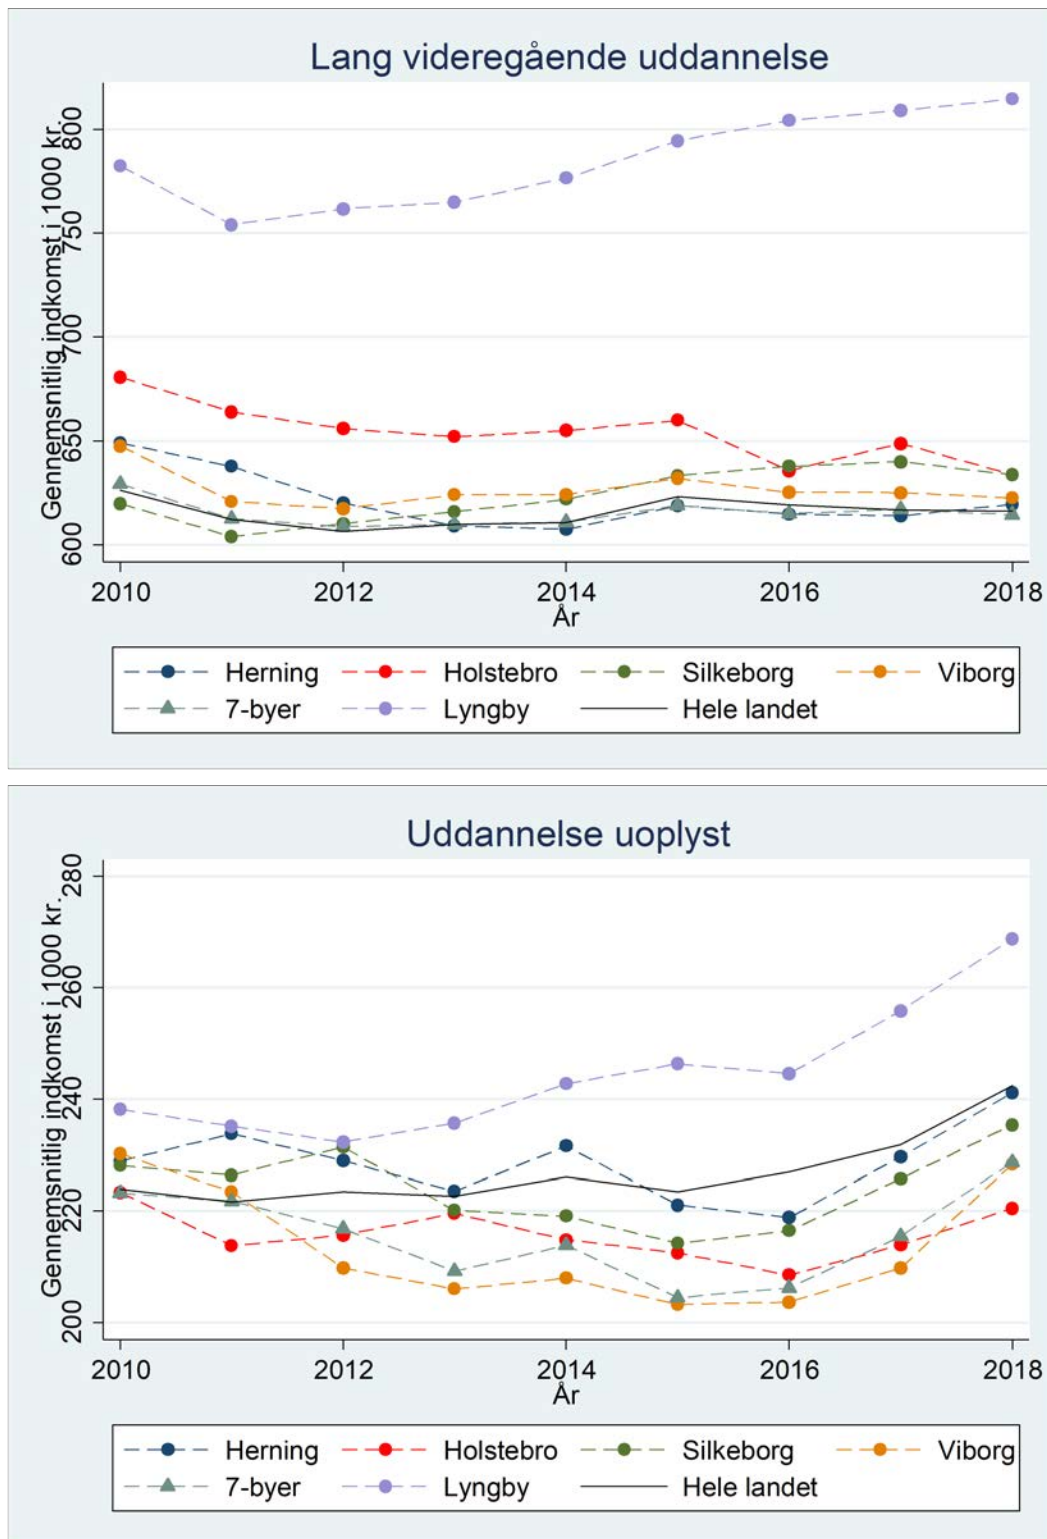 Lang videregående uddannelse
Gennemsnitlig indkomst i 1000 kr.
800
750
700
650
600
2010 2012 2014 2016 2018
År
Herning Holstebro Silkeborg Viborg
7-byer Lyngby Hele landet
Uddannelse uoplyst
Gennemsnitlig indkomst i 1000 kr.
280
260
240
220
200
2010 2012 2014 2016 2018
År
Herning Holstebro Silkeborg Viborg
7-byer Lyngby Hele landet